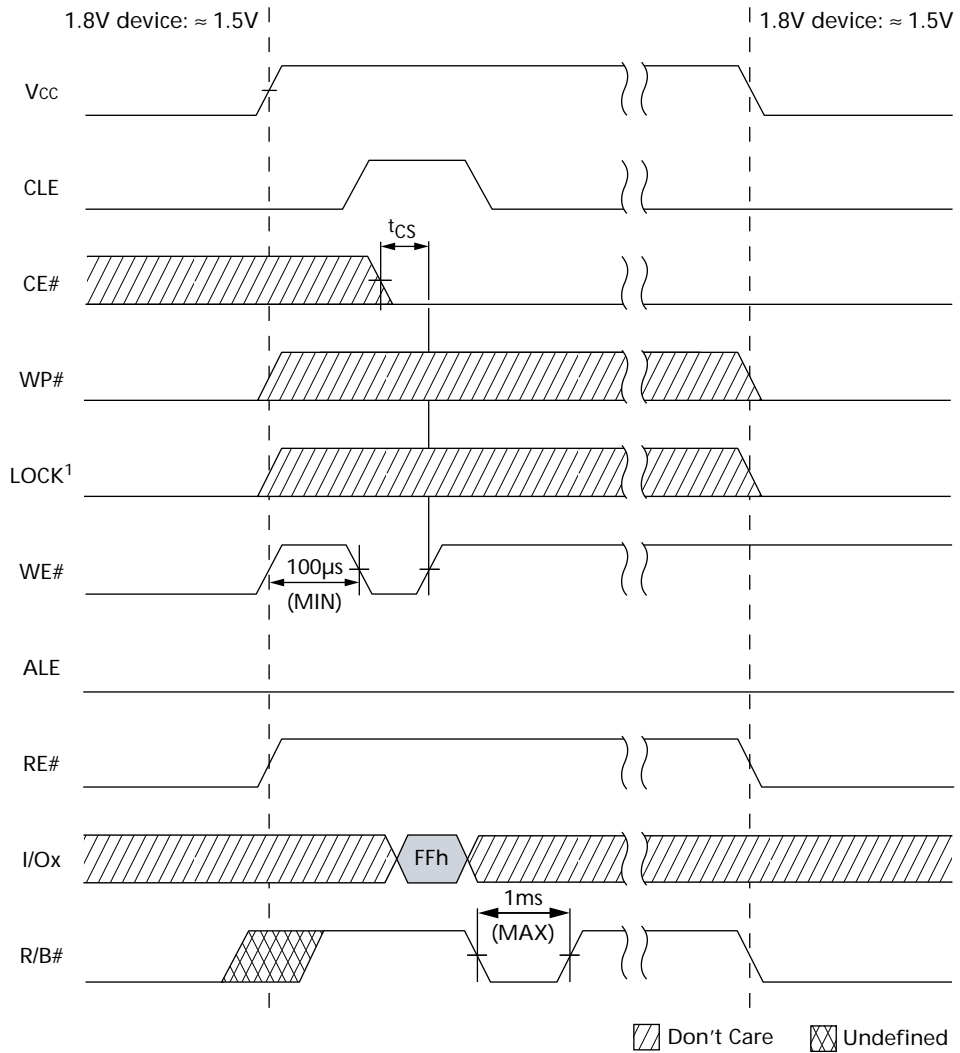 1.8V device: ≈ 1.5V
1.8V device: ≈ 1.5V
Vcc
CLE
tCS
CE#
WP#
LOCK1
WE#
100µs
(MIN)
ALE
RE#
I/Ox
FFh
1ms
(MAX)
R/B#
Don't Care
Undefined